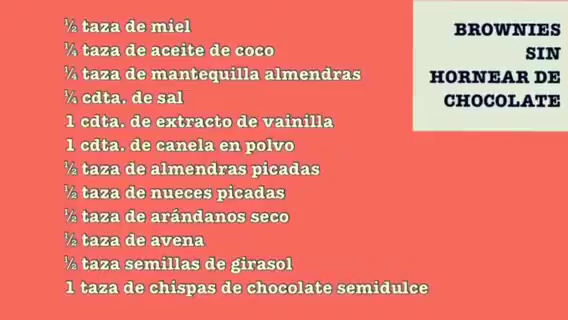 ½ taza de miel
¼ taza de aceite de coco
¼ taza de mantequilla almendras
¼ cdta. de sal
1 cdta. de extracto de vainilla
1 cdta. de canela en polvo
½ taza de almendras picadas
½ taza de nueces picadas
½ taza de arándanos seco
½ taza de avena
½ taza semillas de girasol
1 taza de chispas de chocolate semidulce
BROWNIES
SIN
HORNEAR DE
CHOCOLATE